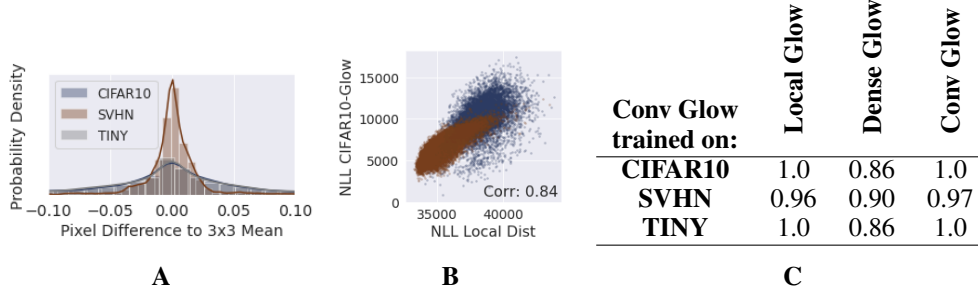 Probability Density
CIFAR10
SVHN
TINY
−0.10 −0.05 0.00 0.05 0.10
Pixel Difference to 3x3 Mean
A
NLL CIFAR10-Glow
15000
10000
5000
0
Corr: 0.84
35000 40000
NLL Local Dist
B
Conv Glow
trained on:
Local Glow
Dense Glow
Conv Glow
CIFAR10 1.0 0.86 1.0
SVHN 0.96 0.90 0.97
TINY 1.0 0.86 1.0
C